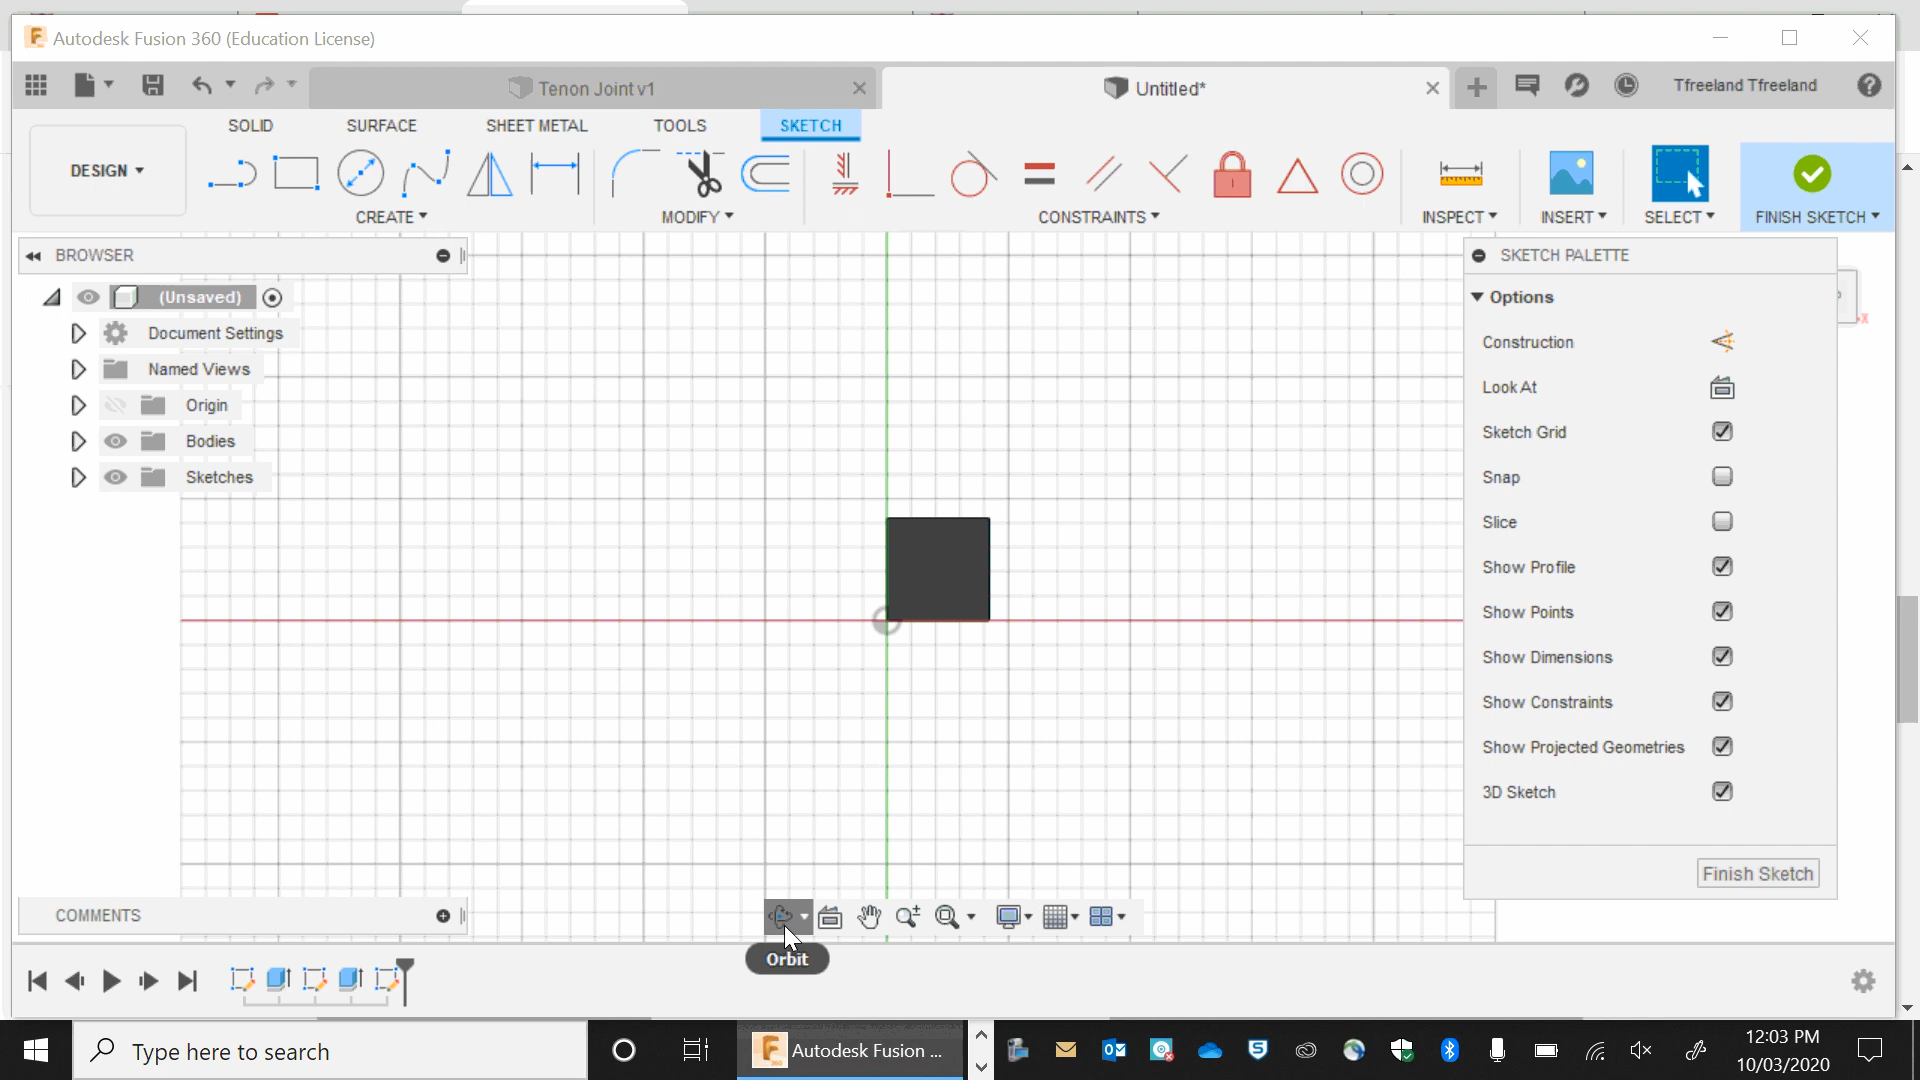 Autodesk Fusion 360 (Education License)
Tenon Joint v1
Untitled*
Tfreeland Tfreeland
SOLID
SURFACE
SHEET METAL
TOOLS
SKETCH
DESIGN
CREATE
MODIFY
CONSTRAINTS
INSPECT
INSERT
SELECT
FINISH SKETCH
BROWSER
(Unsaved)
Document Settings
Named Views
Origin
Bodies
Sketches
SKETCH PALETTE
Options
Construction
Look At
Sketch Grid
Snap
Slice
Show Profile
Show Points
Show Dimensions
Show Constraints
Show Projected Geometries
3D Sketch
Finish Sketch
X
COMMENTS
Orbit
Type here to search
Autodesk Fusion ...
12:03 PM
10/03/2020